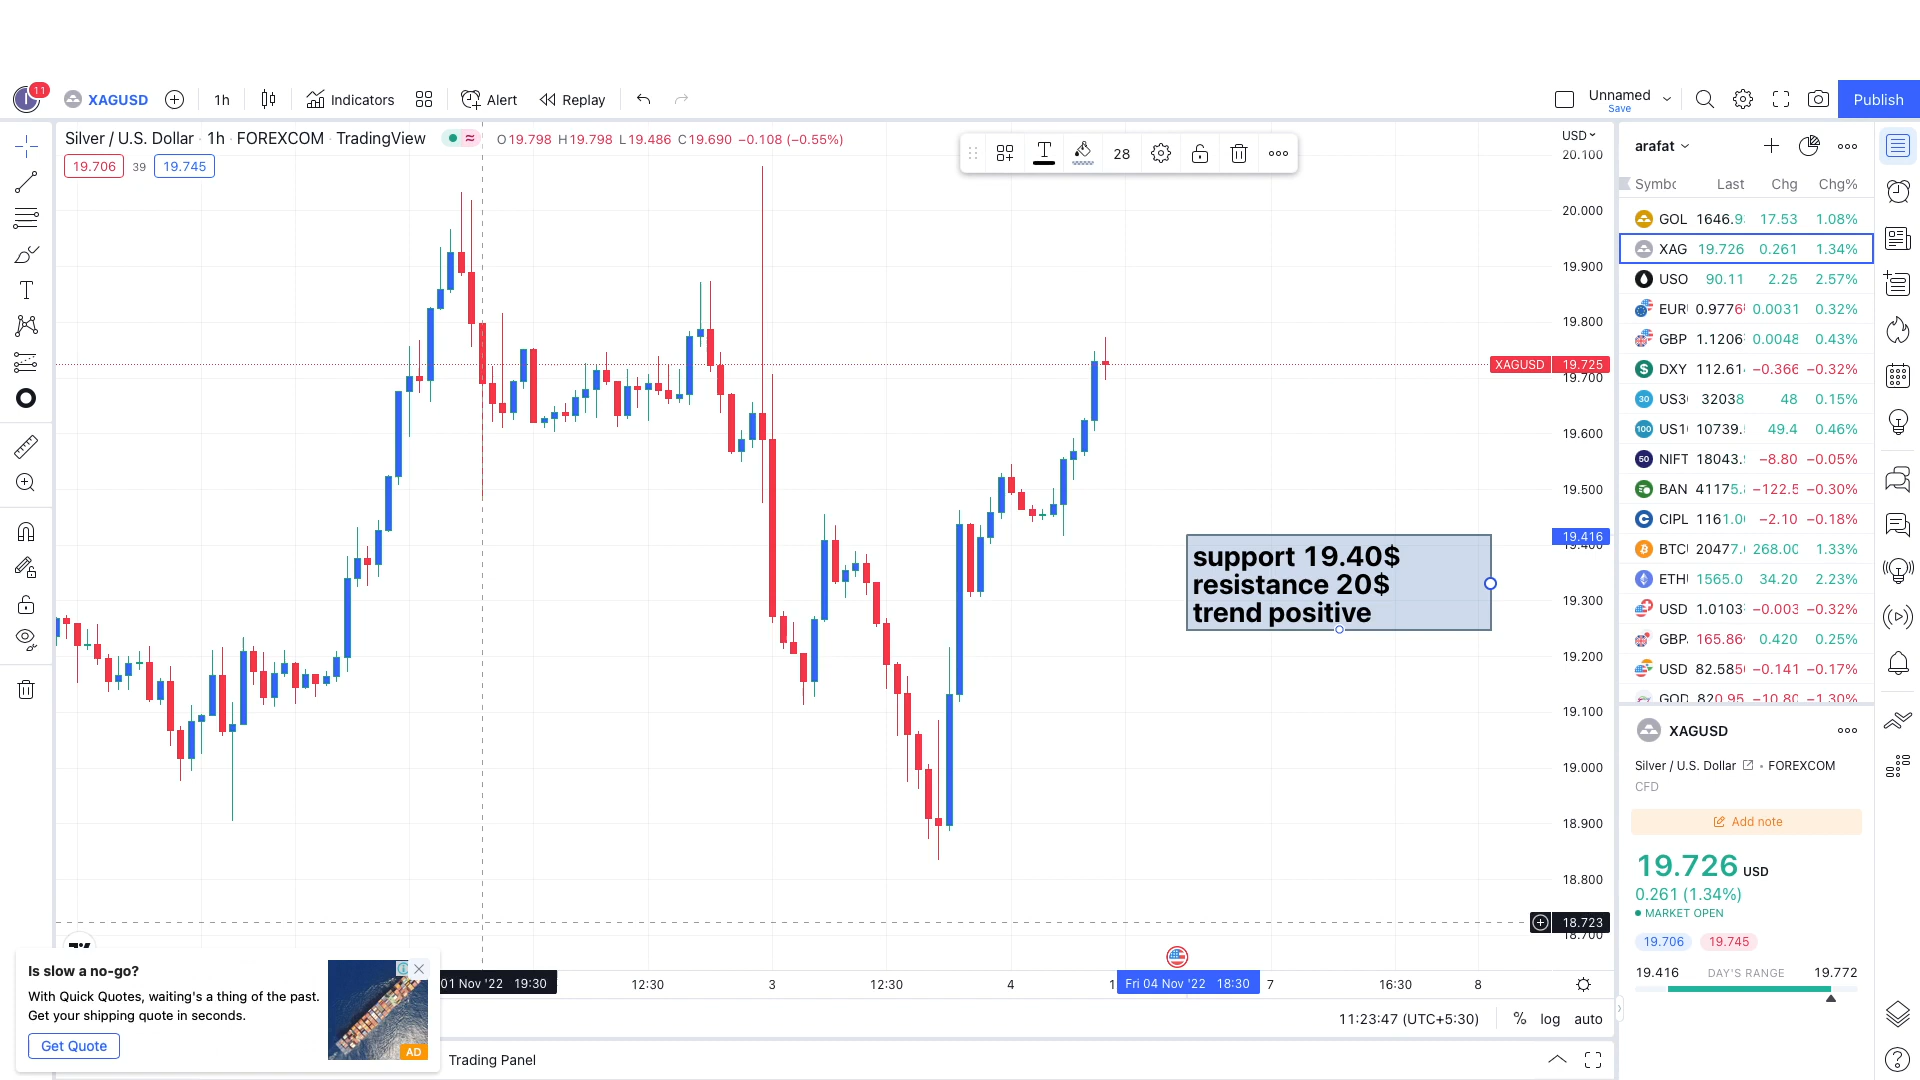 11
XAGUSD
1h
Indicators
Alert
Replay
Unnamed
Save
Publish
Silver / U.S. Dollar · 1h · FOREXCOM · TradingView
O19.798 H19.798 L19.486 C19.690 −0.108 (−0.55%)
19.706 39 19.745
28
USD
20.100
20.000
19.900
19.800
XAGUSD 19.725
19.700
19.600
19.500
19.416
19.400
19.300
19.200
19.100
19.000
18.900
18.800
18.723
18.700
support 19.40$
resistance 20$
trend positive
01 Nov '22 19:30
12:30
3
12:30
4
1
Fri 04 Nov '22 18:30
7
16:30
8
11:23:47 (UTC+5:30)
%
log
auto
Trading Panel
Is slow a no-go?
With Quick Quotes, waiting's a thing of the past.
Get your shipping quote in seconds.
Get Quote
AD
arafat
Symbo Last Chg Chg%
GOL 1646.9 17.53 1.08%
XAG 19.726 0.261 1.34%
USO 90.11 2.25 2.57%
EUR 0.9776 0.0031 0.32%
GBP 1.1206 0.0048 0.43%
DXY 112.61 −0.366 −0.32%
30 US3 32038 48 0.15%
100 US1 10739. 49.4 0.46%
50 NIFT 18043. −8.80 −0.05%
BAN 41175. −122.5 −0.30%
CIPL 1161.0 −2.10 −0.18%
BTC 20477. 268.00 1.33%
ETH 1565.0 34.20 2.23%
USD 1.0103 −0.003 −0.32%
GBP 165.86 0.420 0.25%
USD 82.585 −0.141 −0.17%
GOD 820.95 −10.80 −1.30%
XAGUSD
Silver / U.S. Dollar • FOREXCOM
CFD
Add note
19.726 USD
0.261 (1.34%)
MARKET OPEN
19.706 19.745
19.416 DAY'S RANGE 19.772